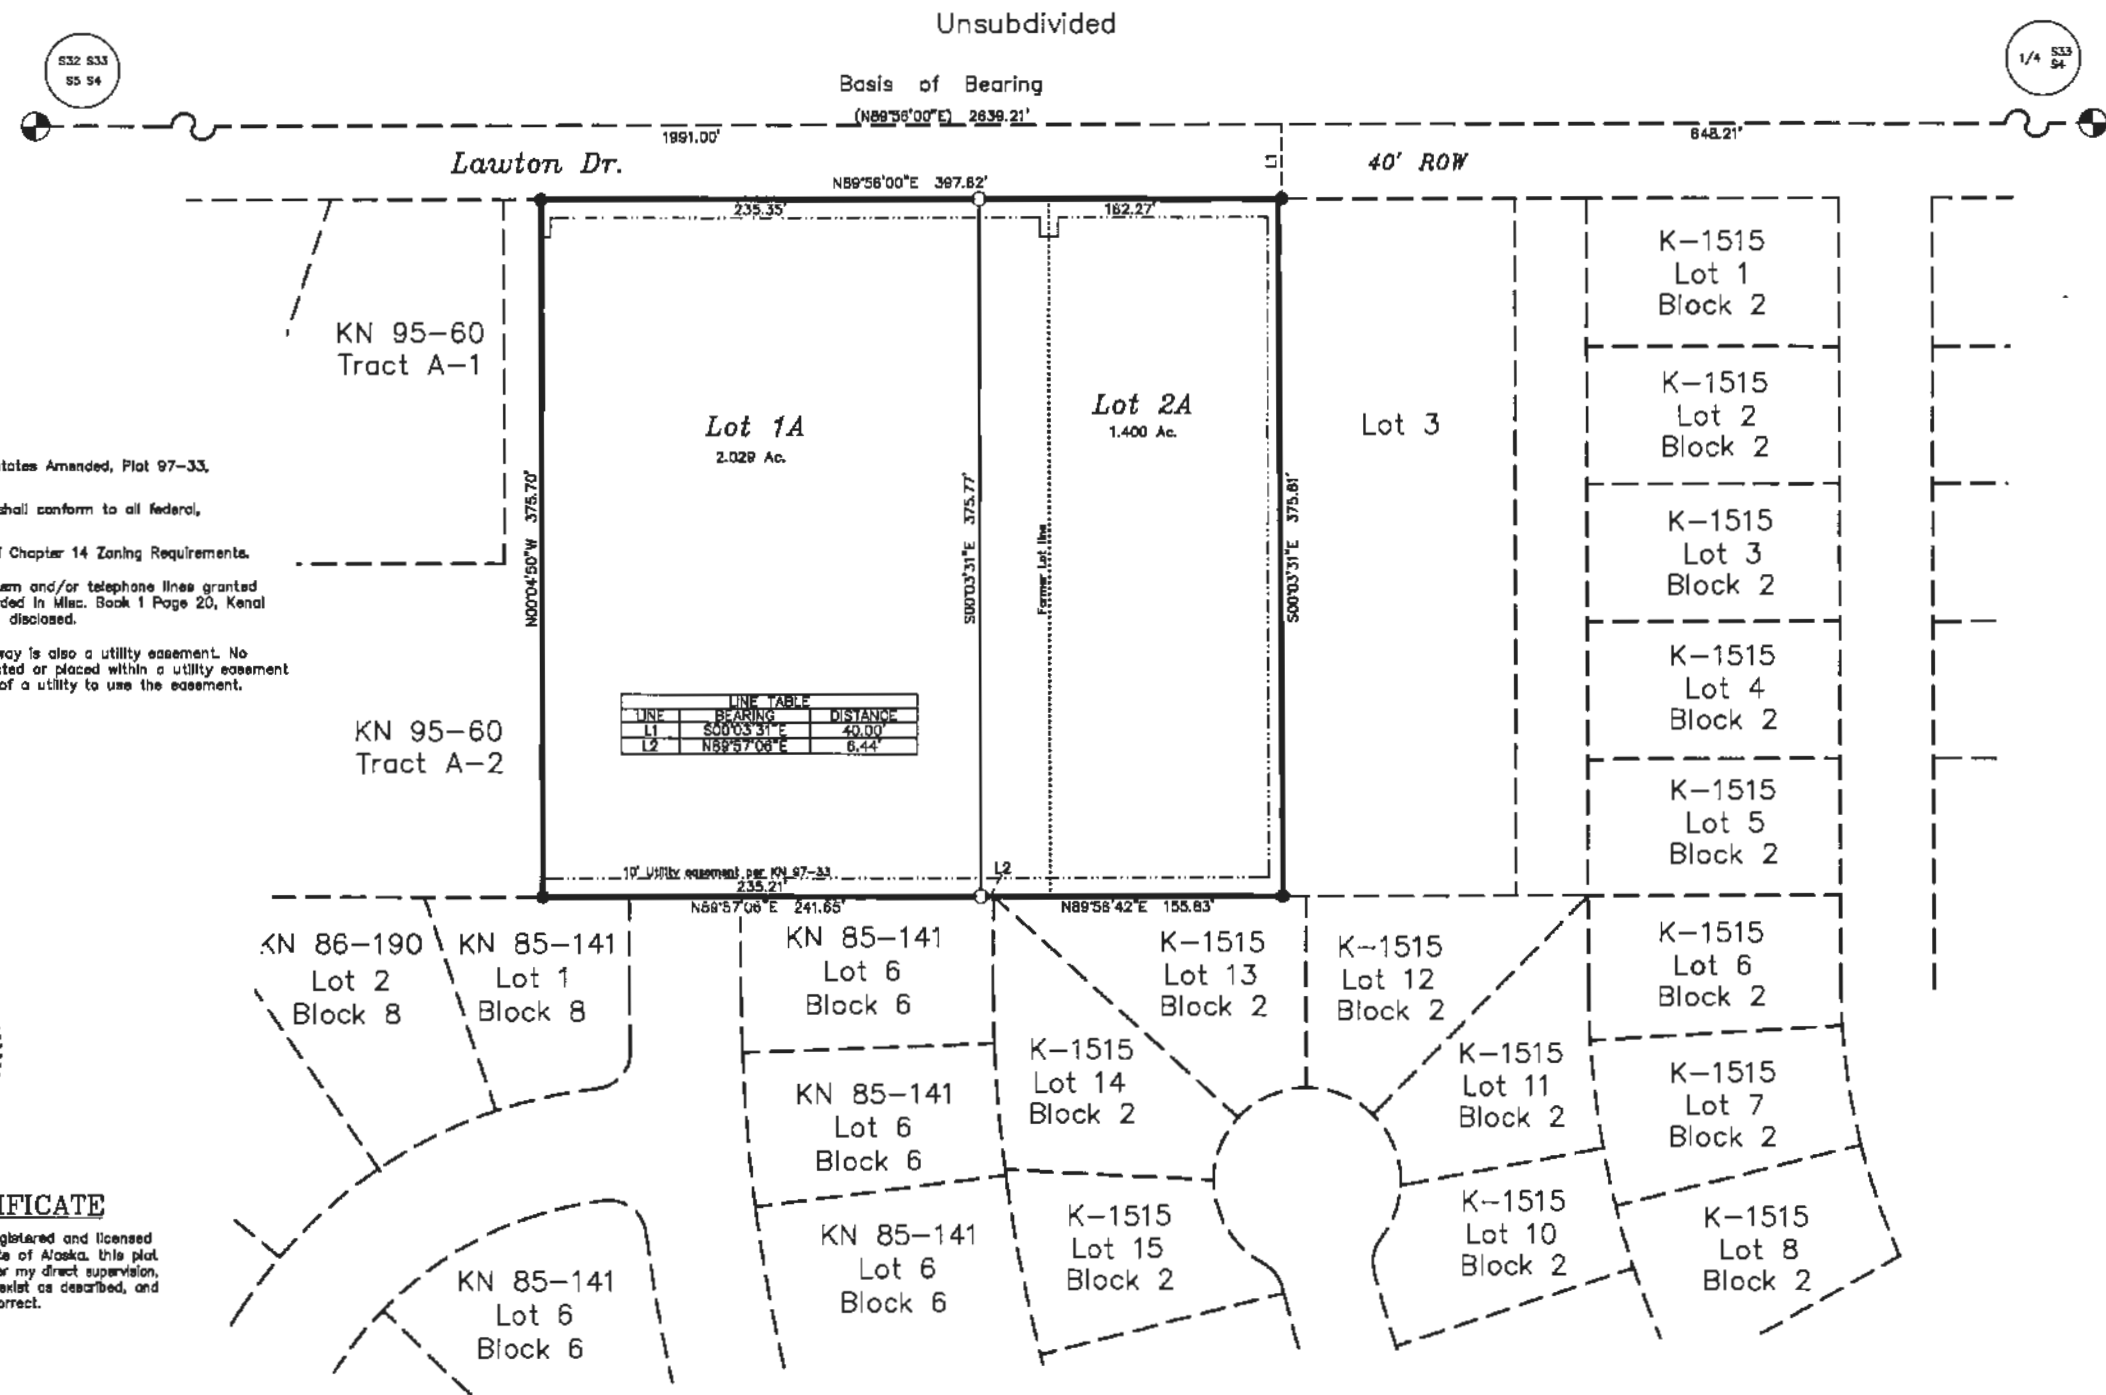 Unsubdivided
S32 S33
S5 S4
1/4 S33
S4
Basis of Bearing
(N89°56'00"E) 2639.21'
1991.00'
648.21'
Lawton Dr.
L1
40' ROW
N89°56'00"E 397.62'
235.35'
162.27'
KN 95-60
Tract A-1
Lot 1A
2.029 Ac.
Lot 2A
1.400 Ac.
Lot 3
K-1515
Lot 1
Block 2
K-1515
Lot 2
Block 2
K-1515
Lot 3
Block 2
K-1515
Lot 4
Block 2
K-1515
Lot 5
Block 2
N00°04'50"W 375.70'
S00°03'31"E 375.77'
Former Lot line
S00°03'31"E 375.81'
tates Amended, Plat 97-33,
shall conform to all federal,
Chapter 14 Zoning Requirements.
em and/or telephone lines granted
ded in Misc. Book 1 Page 20, Kenai
disclosed.
way is also a utility easement. No
ted or placed within a utility easement
of a utility to use the easement.
KN 95-60
Tract A-2
LINE TABLE
LINE BEARING DISTANCE
L1 S00°03'31"E 40.00'
L2 N89°57'06"E 6.44'
10' Utility easement per KN 97-33
235.21'
L2
N89°57'06"E 241.65'
N89°56'42"E 155.83'
KN 86-190
Lot 2
Block 8
KN 85-141
Lot 1
Block 8
KN 85-141
Lot 6
Block 6
K-1515
Lot 13
Block 2
K-1515
Lot 12
Block 2
K-1515
Lot 6
Block 2
KN 85-141
Lot 6
Block 6
K-1515
Lot 14
Block 2
K-1515
Lot 11
Block 2
K-1515
Lot 7
Block 2
KN 85-141
Lot 6
Block 6
K-1515
Lot 15
Block 2
K-1515
Lot 10
Block 2
K-1515
Lot 8
Block 2
KN 85-141
Lot 6
Block 6
IFICATE
gistered and licensed
te of Alaska, this plat
er my direct supervision,
exist as described, and
orrect.